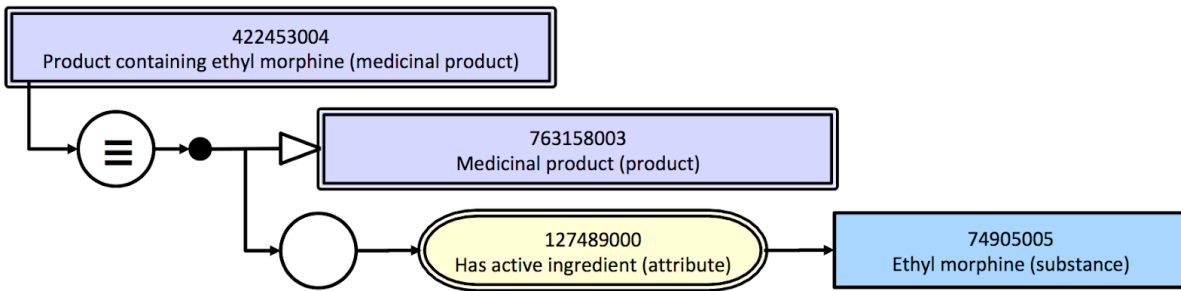 422453004
Product containing ethyl morphine (medicinal product)
763158003
Medicinal product (product)
127489000
Has active ingredient (attribute)
74905005
Ethyl morphine (substance)